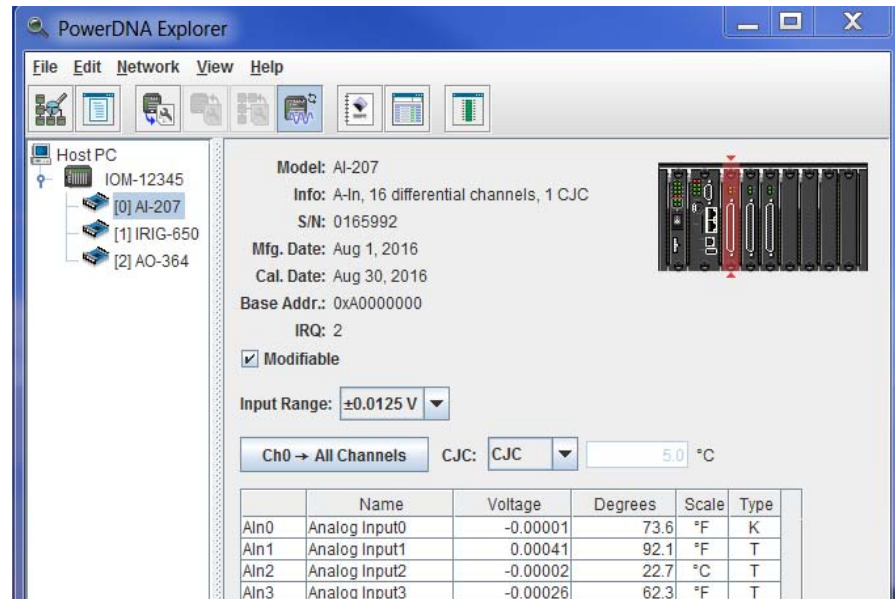 PowerDNA Explorer
File Edit Network View Help
Host PC
IOM-12345
[0] AI-207
[1] IRIG-650
[2] AO-364
Model: AI-207
Info: A-In, 16 differential channels, 1 CJC
S/N: 0165992
Mfg. Date: Aug 1, 2016
Cal. Date: Aug 30, 2016
Base Addr.: 0xA0000000
IRQ: 2
Modifiable
Input Range: ±0.0125 V
Ch0 → All Channels CJC: CJC 5.0 °C
Name Voltage Degrees Scale Type
AIn0 Analog Input0 -0.00001 73.6 °F K
AIn1 Analog Input1 0.00041 92.1 °F T
AIn2 Analog Input2 -0.00002 22.7 °C T
AIn3 Analog Input3 -0.00026 62.3 °F T